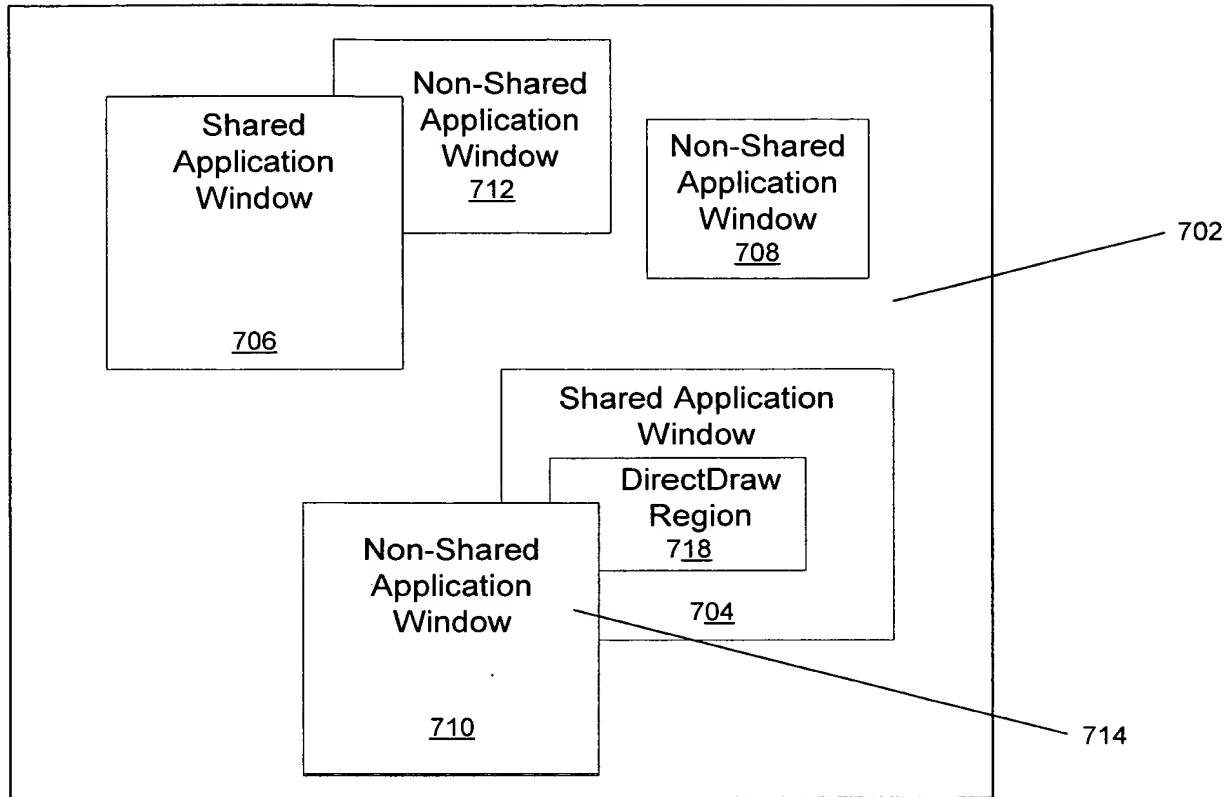 Non-Shared
Application
Window
712
Shared
Application
Window
706
Non-Shared
Application
Window
708
702
Shared Application
Window
DirectDraw
Region
718
704
Non-Shared
Application
Window
710
714